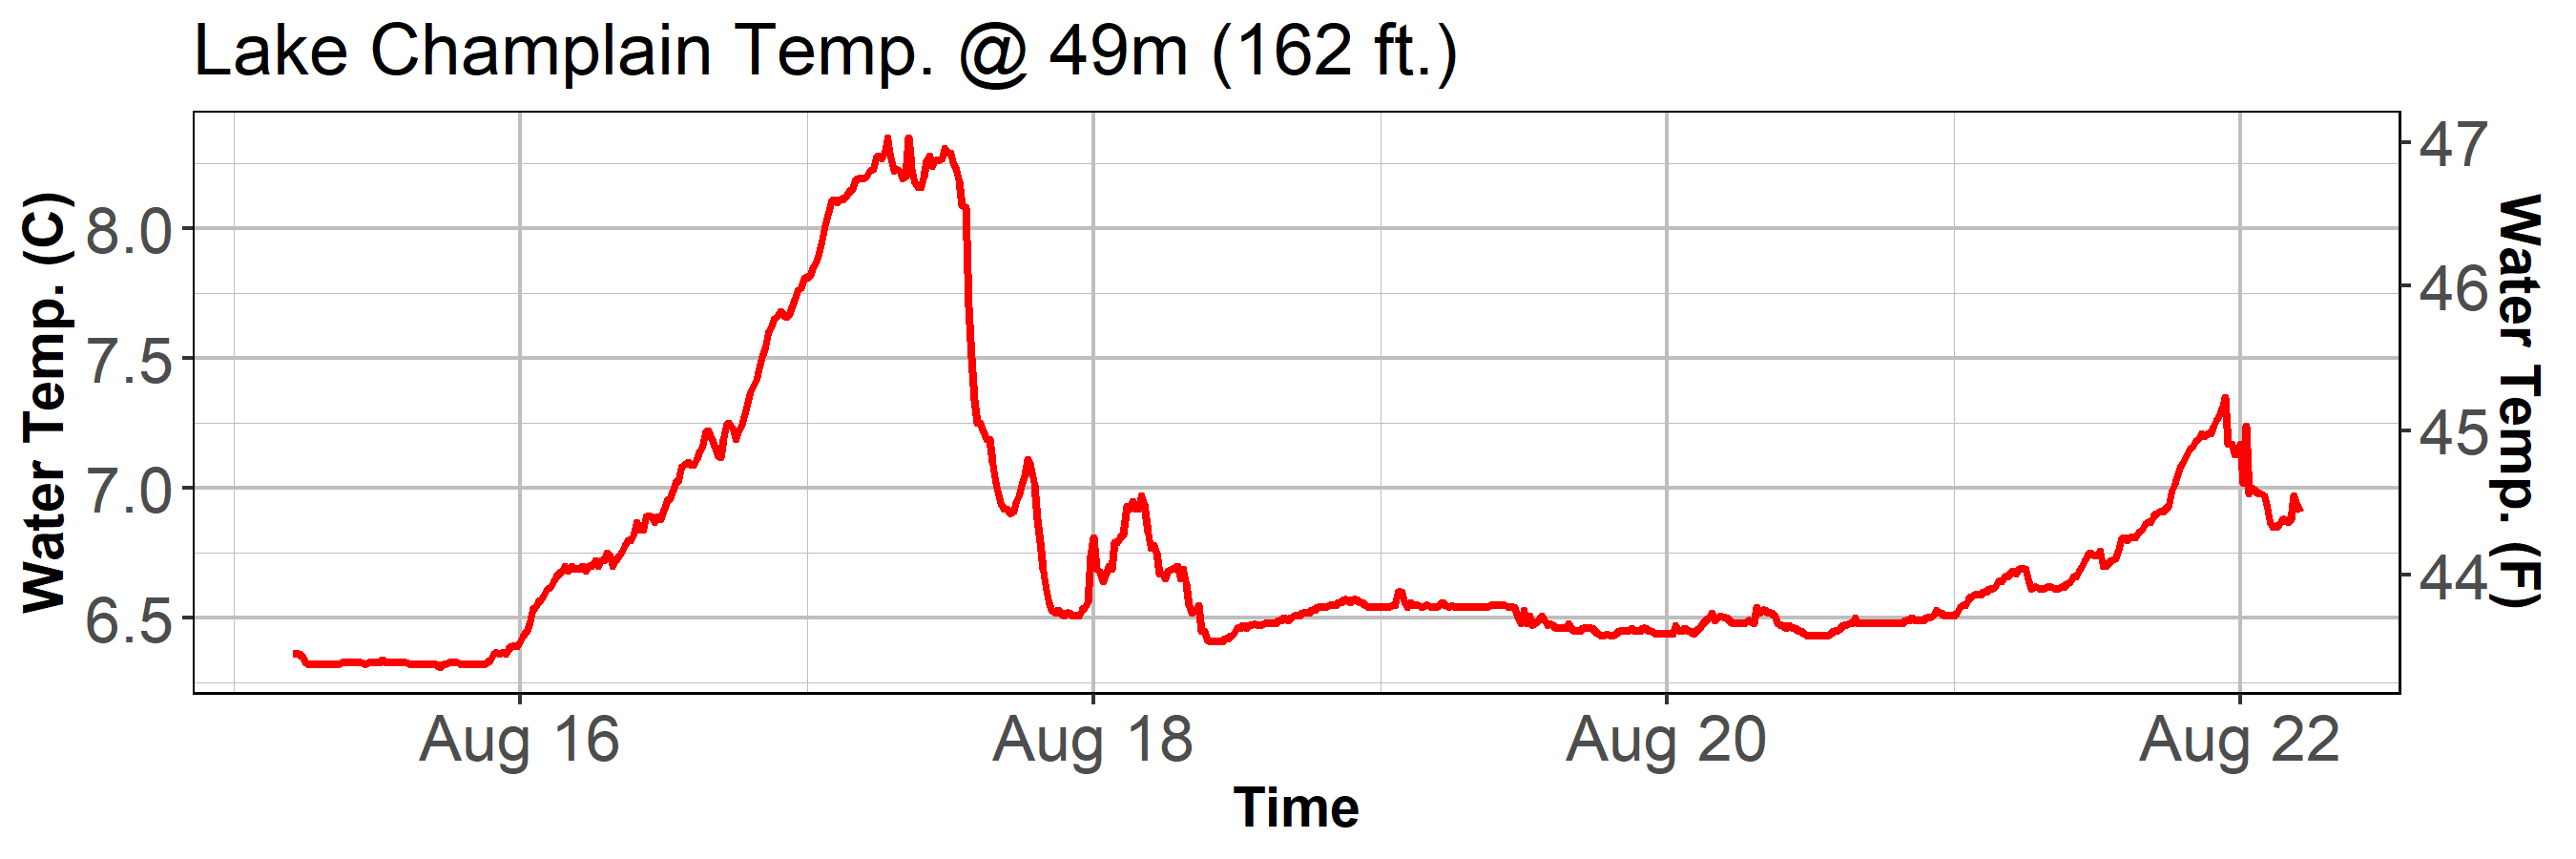 Lake Champlain Temp. @ 49m (162 ft.)
Water Temp. (C)
8.0
7.5
7.0
6.5
47
46
45
44
Water Temp. (F)
Aug 16
Aug 18
Aug 20
Aug 22
Time